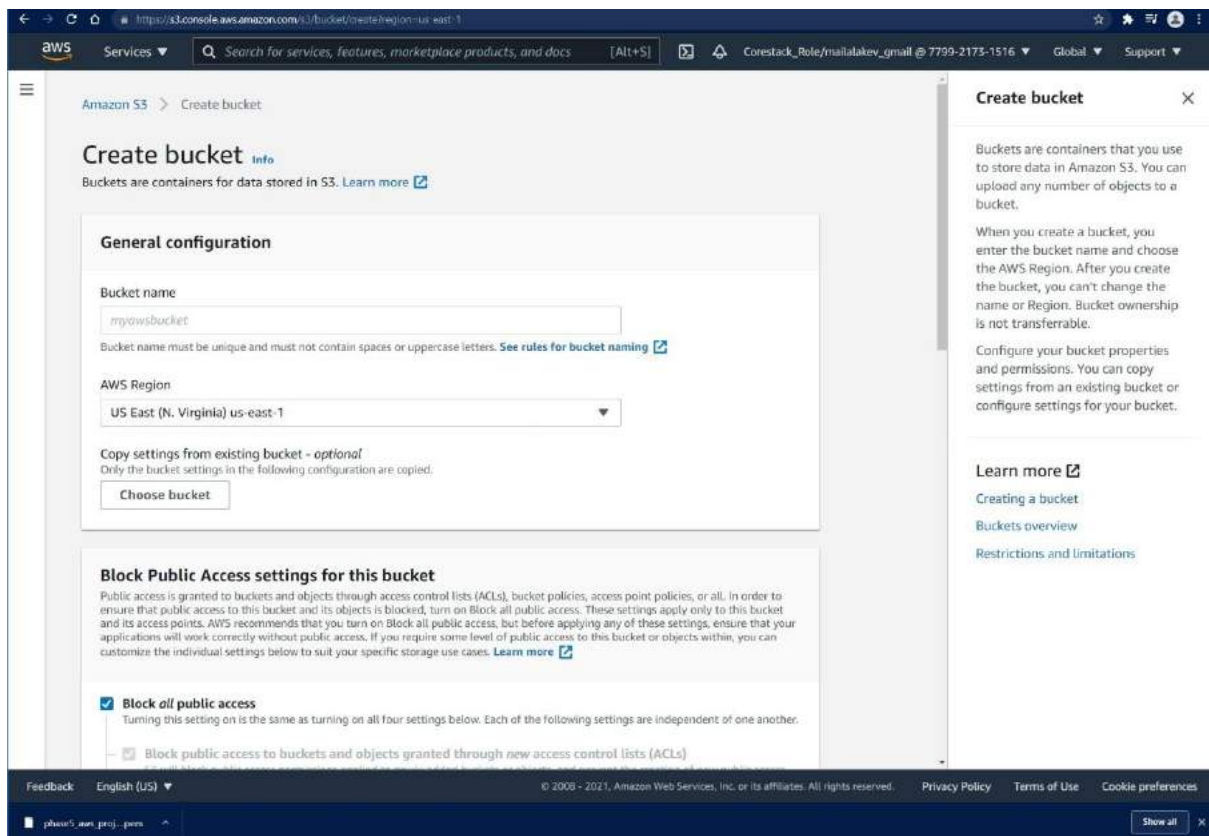 https://s3.console.aws.amazon.com/s3/bucket/create?region=us-east-1
aws
Services ▼
Search for services, features, marketplace products, and docs
[Alt+S]
Corestack_Role/mailalakev_gmail @ 7799-2173-1516 ▼
Global ▼
Support ▼
Amazon S3 > Create bucket
Create bucket Info
Buckets are containers for data stored in S3. Learn more
General configuration
Bucket name
myawsbucket
Bucket name must be unique and must not contain spaces or uppercase letters. See rules for bucket naming
AWS Region
US East (N. Virginia) us-east-1
Copy settings from existing bucket - optional
Only the bucket settings in the following configuration are copied.
Choose bucket
Block Public Access settings for this bucket
Public access is granted to buckets and objects through access control lists (ACLs), bucket policies, access point policies, or all. In order to
ensure that public access to this bucket and its objects is blocked, turn on Block all public access. These settings apply only to this bucket
and its access points. AWS recommends that you turn on Block all public access, but before applying any of these settings, ensure that your
applications will work correctly without public access. If you require some level of public access to this bucket or objects within, you can
customize the individual settings below to suit your specific storage use cases. Learn more
Block all public access
Turning this setting on is the same as turning on all four settings below. Each of the following settings are independent of one another.
Block public access to buckets and objects granted through new access control lists (ACLs)
Create bucket
Buckets are containers that you use
to store data in Amazon S3. You can
upload any number of objects to a
bucket.
When you create a bucket, you
enter the bucket name and choose
the AWS Region. After you create
the bucket, you can't change the
name or Region. Bucket ownership
is not transferrable.
Configure your bucket properties
and permissions. You can copy
settings from an existing bucket or
configure settings for your bucket.
Learn more
Creating a bucket
Buckets overview
Restrictions and limitations
Feedback
English (US) ▼
© 2008 - 2021, Amazon Web Services, Inc. or its affiliates. All rights reserved.
Privacy Policy
Terms of Use
Cookie preferences
phase5_aws_proj....pem
Show all